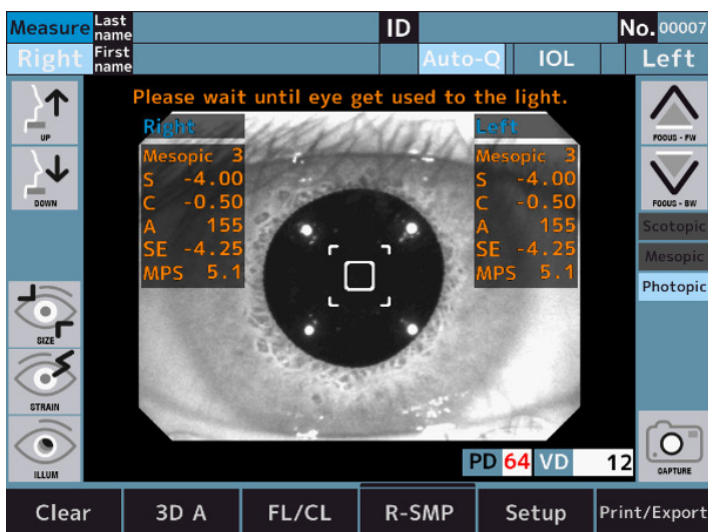 Measure Last name ID No. 00007
Right First name Auto-Q IOL Left
Please wait until eye get used to the light.
UP
DOWN
SIZE
STRAIN
ILLUM
Right
Mesopic 3
S -4.00
C -0.50
A 155
SE -4.25
MPS 5.1
Left
Mesopic 3
S -4.00
C -0.50
A 155
SE -4.25
MPS 5.1
FOCUS - FW
FOCUS - BW
Scotopic
Mesopic
Photopic
CAPTURE
PD 64 VD 12
Clear 3D A FL/CL R-SMP Setup Print/Export